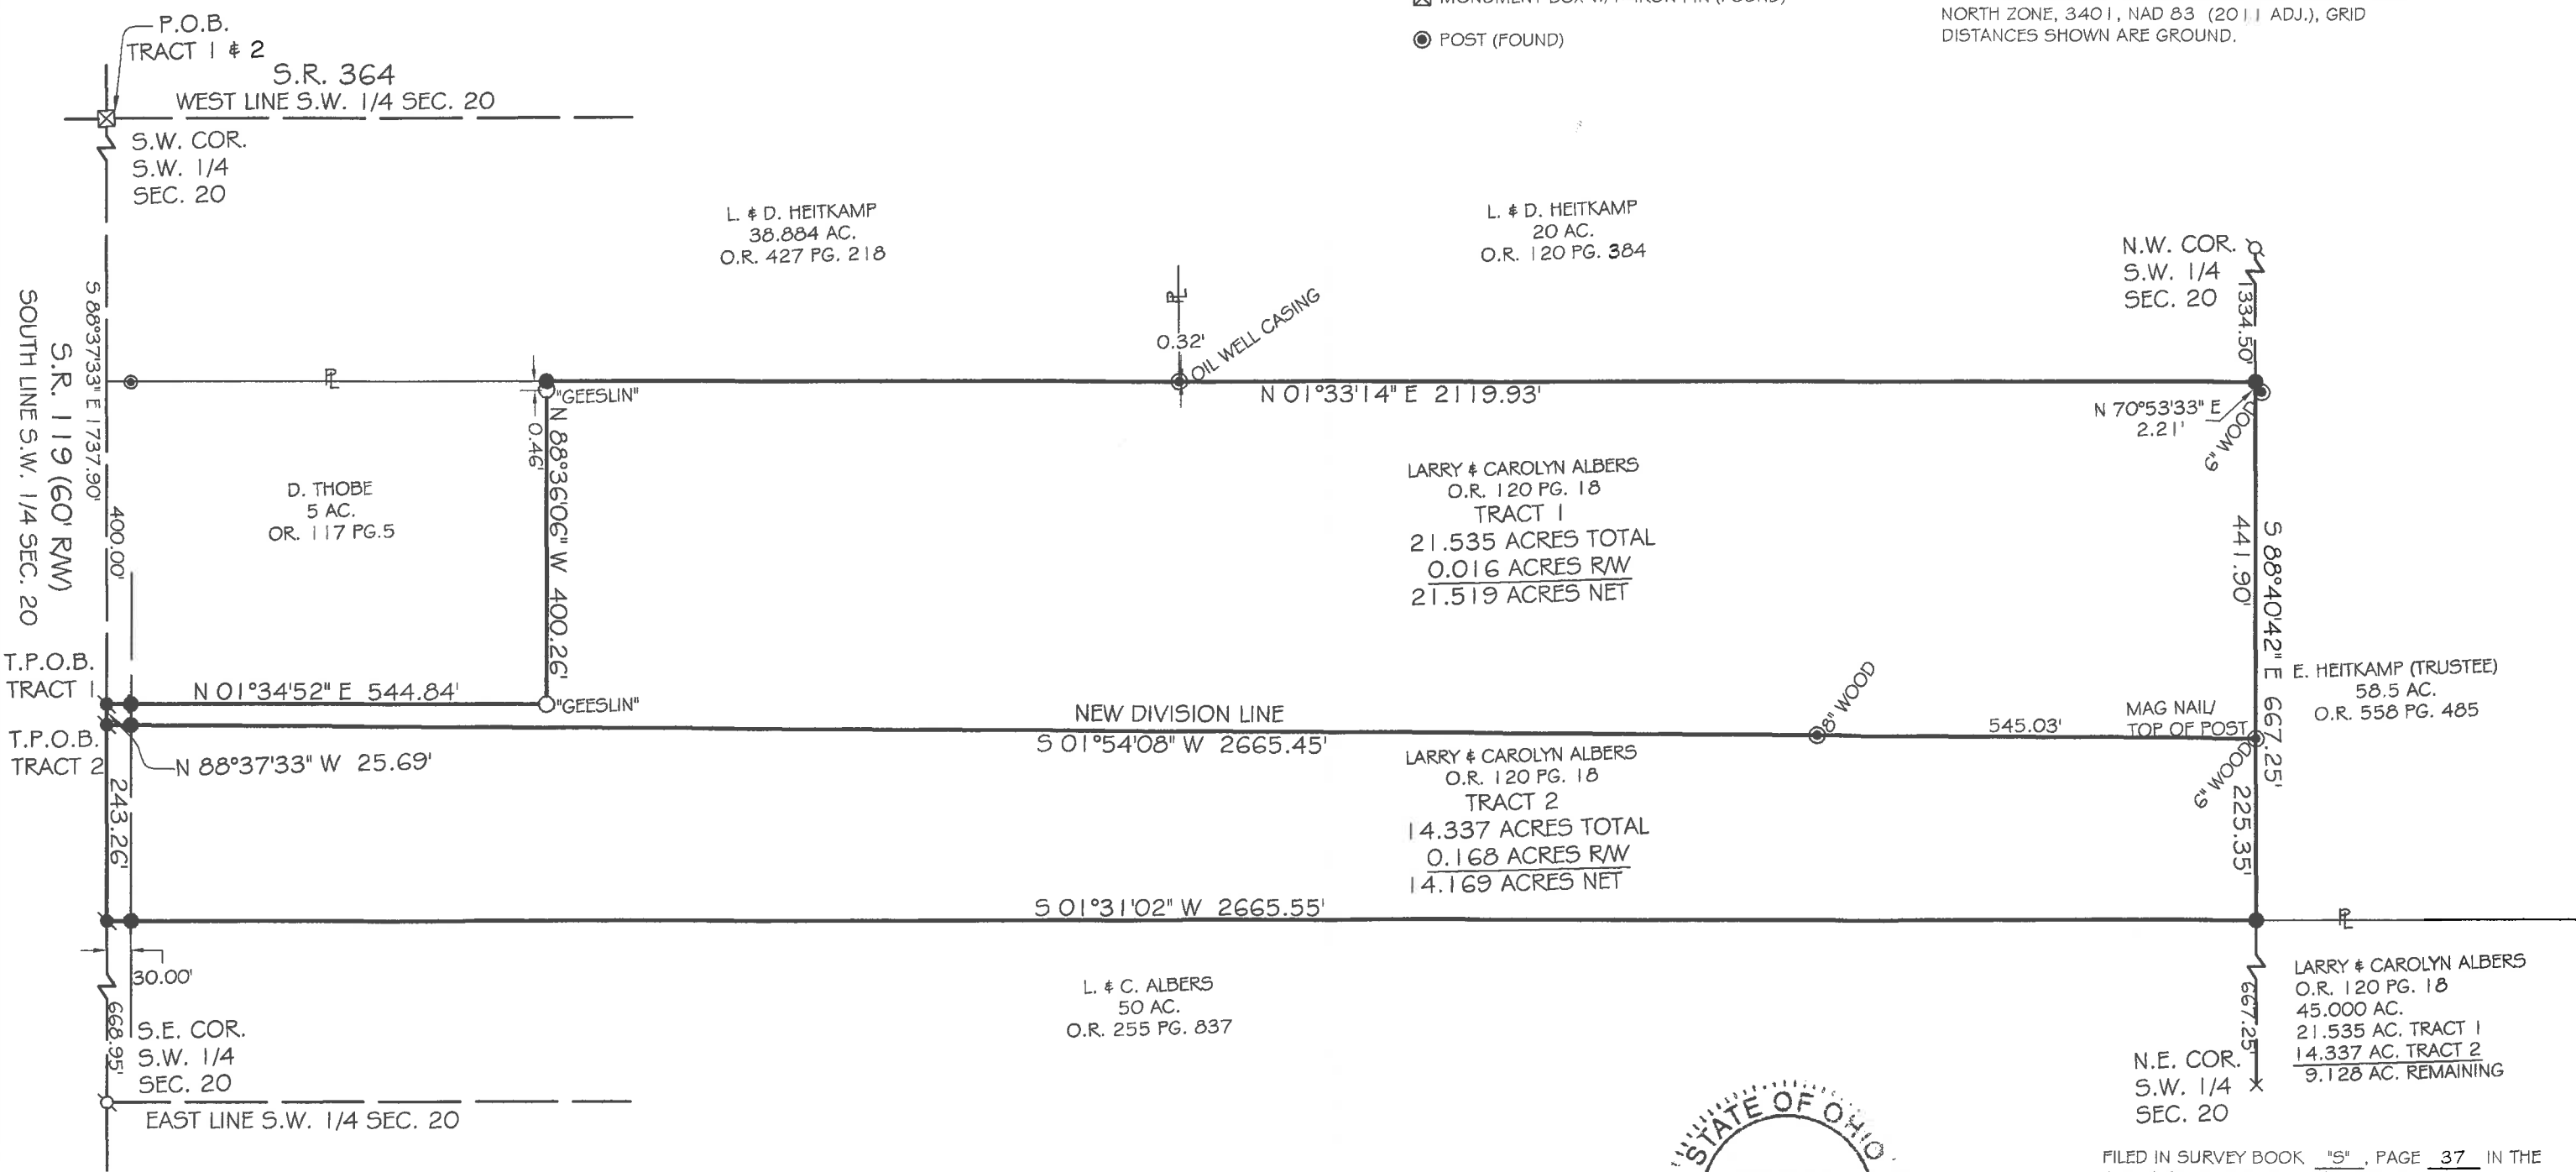 P.O.B.
TRACT 1 & 2
S.R. 364
WEST LINE S.W. 1/4 SEC. 20
S.W. COR.
S.W. 1/4
SEC. 20
POST (FOUND)
NORTH ZONE, 3401, NAD 83 (2011 ADJ.), GRID
DISTANCES SHOWN ARE GROUND.
L. & D. HEITKAMP
38.884 AC.
O.R. 427 PG. 218
L. & D. HEITKAMP
20 AC.
O.R. 120 PG. 384
N.W. COR.
S.W. 1/4
SEC. 20
1334.50'
S 88°37'33" E 1737.90'
S.R. 119 (60' R/W)
SOUTH LINE S.W. 1/4 SEC. 20
PL
PL
0.32'
OIL WELL CASING
"GEESLIN"
0.46'
N 88°36'06" W 400.26'
N 01°33'14" E 2119.93'
N 70°53'33" E
2.21'
6" WOOD
D. THOBE
5 AC.
OR. 117 PG.5
400.00'
LARRY & CAROLYN ALBERS
O.R. 120 PG. 18
TRACT 1
21.535 ACRES TOTAL
0.016 ACRES R/W
21.519 ACRES NET
441.90'
S 88°40'42" E 667.25'
T.P.O.B.
TRACT 1
N 01°34'52" E 544.84'
"GEESLIN"
T.P.O.B.
TRACT 2
N 88°37'33" W 25.69'
NEW DIVISION LINE
S 01°54'08" W 2665.45'
8" WOOD
545.03'
MAG NAIL/
TOP OF POST
6" WOOD
E. HEITKAMP (TRUSTEE)
58.5 AC.
O.R. 558 PG. 485
243.26'
LARRY & CAROLYN ALBERS
O.R. 120 PG. 18
TRACT 2
14.337 ACRES TOTAL
0.168 ACRES R/W
14.169 ACRES NET
225.35'
S 01°31'02" W 2665.55'
PL
30.00'
668.95'
S.E. COR.
S.W. 1/4
SEC. 20
EAST LINE S.W. 1/4 SEC. 20
L. & C. ALBERS
50 AC.
O.R. 255 PG. 837
667.25'
N.E. COR.
S.W. 1/4
SEC. 20
LARRY & CAROLYN ALBERS
O.R. 120 PG. 18
45.000 AC.
21.535 AC. TRACT 1
14.337 AC. TRACT 2
9.128 AC. REMAINING
STATE OF OHIO
FILED IN SURVEY BOOK "S", PAGE 37 IN THE